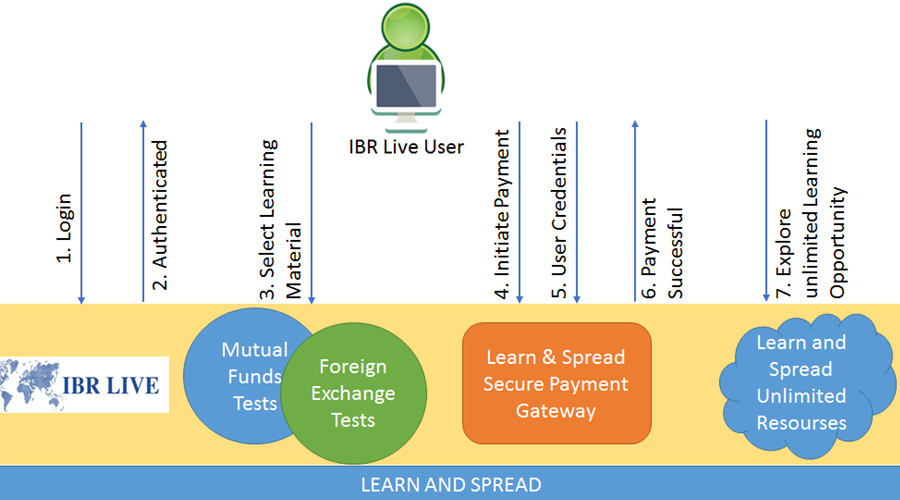 IBR Live User
1. Login
2. Authenticated
3. Select Learning
Material
4. Initiate Payment
5. User Credentials
6. Payment
Successful
7. Explore
unlimited Learning
Opportunity
IBR LIVE
Mutual
Funds
Tests
Foreign
Exchange
Tests
Learn & Spread
Secure Payment
Gateway
Learn and
Spread
Unlimited
Resourses
LEARN AND SPREAD